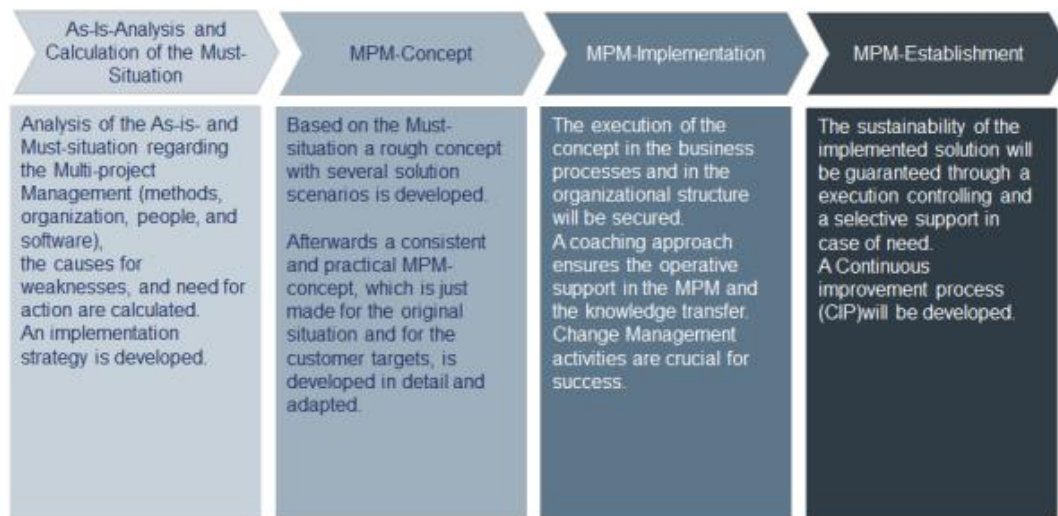 As-Is-Analysis and
Calculation of the Must-
Situation
MPM-Concept
MPM-Implementation
MPM-Establishment
Analysis of the As-is- and
Must-situation regarding
the Multi-project
Management (methods,
organization, people, and
software),
the causes for
weaknesses, and need for
action are calculated.
An implementation
strategy is developed.
Based on the Must-
situation a rough concept
with several solution
scenarios is developed.
Afterwards a consistent
and practical MPM-
concept, which is just
made for the original
situation and for the
customer targets, is
developed in detail and
adapted.
The execution of the
concept in the business
processes and in the
organizational structure
will be secured.
A coaching approach
ensures the operative
support in the MPM and
the knowledge transfer.
Change Management
activities are crucial for
success.
The sustainability of the
implemented solution will
be guaranteed through a
execution controlling and
a selective support in
case of need.
A Continuous
improvement process
(CIP)will be developed.